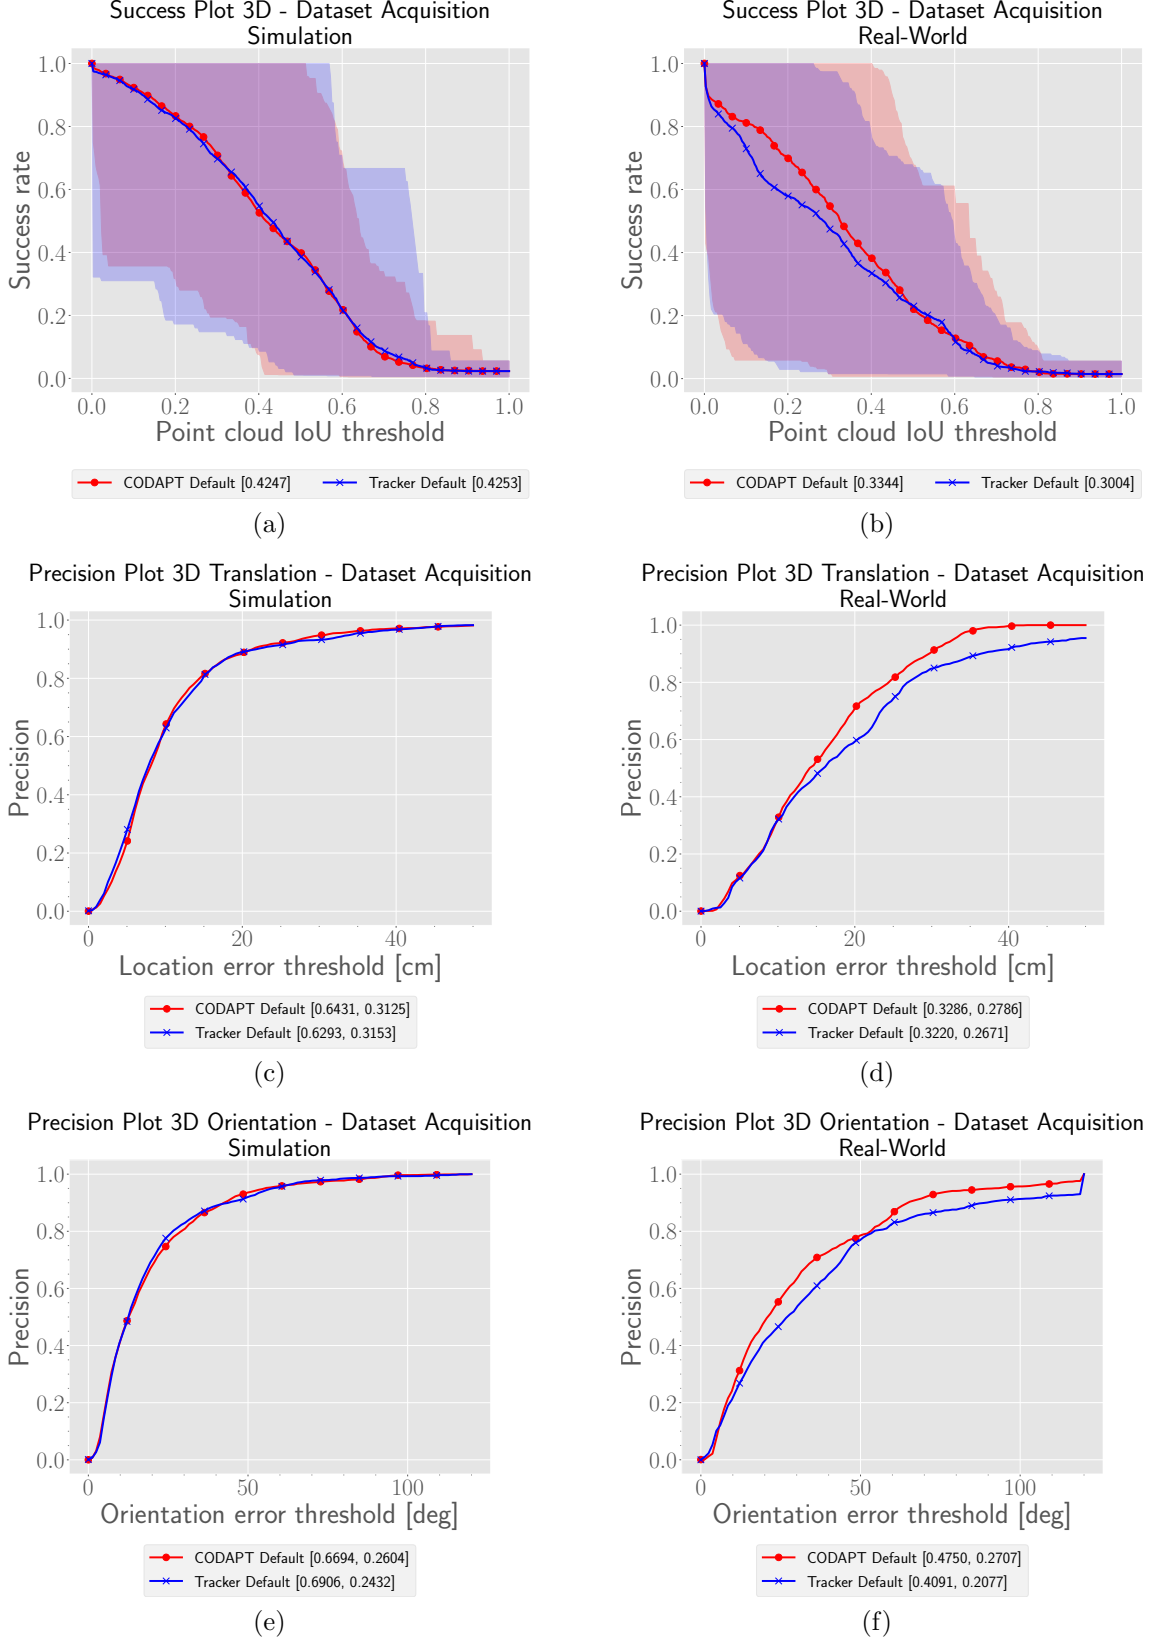 Success Plot 3D - Dataset Acquisition
Simulation
1.0
0.8
0.6
0.4
0.2
0.0
Success rate
0.0 0.2 0.4 0.6 0.8 1.0
Point cloud IoU threshold
CODAPT Default [0.4247] Tracker Default [0.4253]
(a)
Success Plot 3D - Dataset Acquisition
Real-World
1.0
0.8
0.6
0.4
0.2
0.0
Success rate
0.0 0.2 0.4 0.6 0.8 1.0
Point cloud IoU threshold
CODAPT Default [0.3344] Tracker Default [0.3004]
(b)
Precision Plot 3D Translation - Dataset Acquisition
Simulation
1.0
0.8
0.6
0.4
0.2
0.0
Precision
0 20 40
Location error threshold [cm]
CODAPT Default [0.6431, 0.3125]
Tracker Default [0.6293, 0.3153]
(c)
Precision Plot 3D Translation - Dataset Acquisition
Real-World
1.0
0.8
0.6
0.4
0.2
0.0
Precision
0 20 40
Location error threshold [cm]
CODAPT Default [0.3286, 0.2786]
Tracker Default [0.3220, 0.2671]
(d)
Precision Plot 3D Orientation - Dataset Acquisition
Simulation
1.0
0.8
0.6
0.4
0.2
0.0
Precision
0 50 100
Orientation error threshold [deg]
CODAPT Default [0.6694, 0.2604]
Tracker Default [0.6906, 0.2432]
(e)
Precision Plot 3D Orientation - Dataset Acquisition
Real-World
1.0
0.8
0.6
0.4
0.2
0.0
Precision
0 50 100
Orientation error threshold [deg]
CODAPT Default [0.4750, 0.2707]
Tracker Default [0.4091, 0.2077]
(f)